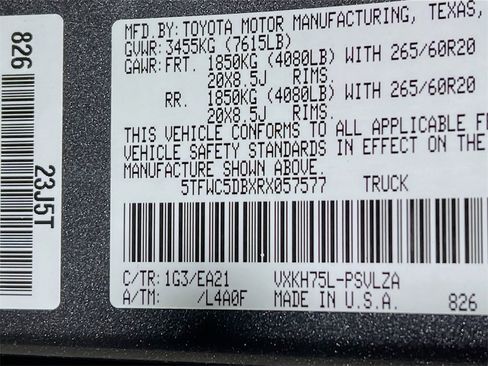 826
23J5T
MFD.BY:TOYOTA MOTOR MANUFACTURING, TEXAS,
GVWR: 3455KG (7615LB)
GAWR:FRT. 1850KG (4080LB) WITH 265/60R20
20X8.5J RIMS.
RR. 1850KG (4080LB) WITH 265/60R20
20X8.5J RIMS.
THIS VEHICLE CONFORMS TO ALL APPLICABLE
VEHICLE SAFETY STANDARDS IN EFFECT ON THE
MANUFACTURE SHOWN ABOVE.
5TFWC5DBXRX057577 TRUCK
C/TR:1G3/EA21 VXKH75L-PSVLZA
A/TM: /L4A0F MADE IN U.S.A. 826